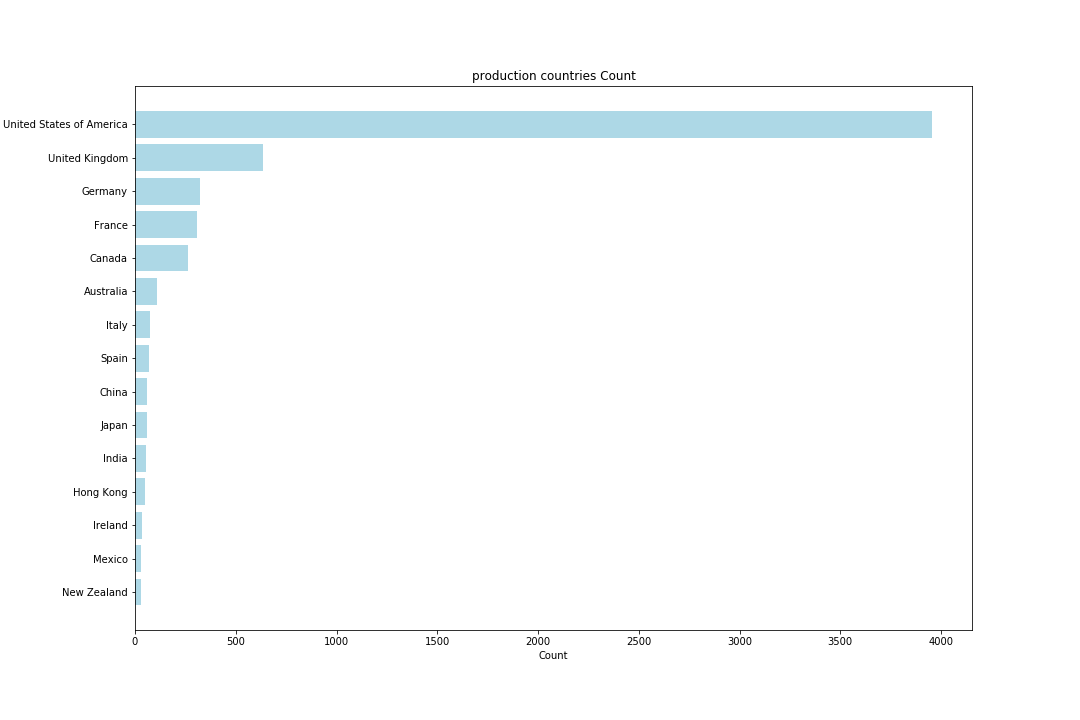 production countries Count
United States of America
United Kingdom
Germany
France
Canada
Australia
Italy
Spain
China
Japan
India
Hong Kong
Ireland
Mexico
New Zealand
0 500 1000 1500 2000 2500 3000 3500 4000
Count